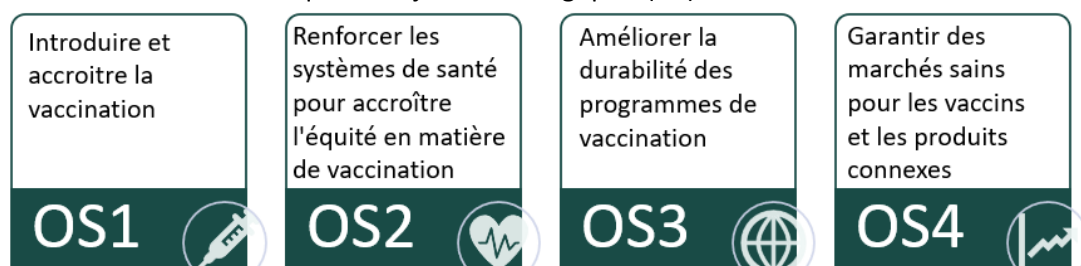 Introduire et
accroitre la
vaccination
OS1
Renforcer les
systèmes de santé
pour accroître
l'équité en matière
de vaccination
OS2
Améliorer la
durabilité des
programmes de
vaccination
OS3
Garantir des
marchés sains
pour les vaccins
et les produits
connexes
OS4